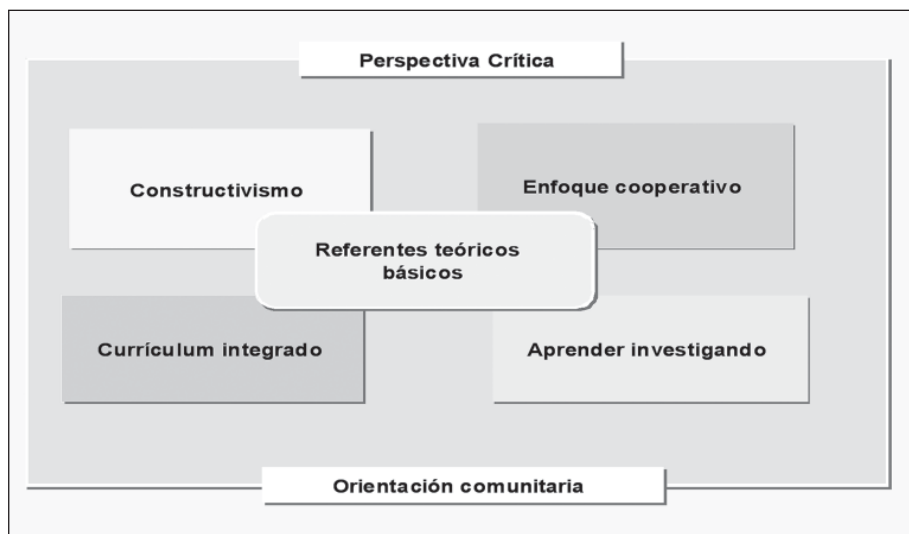 Perspectiva Crítica
Constructivismo
Enfoque cooperativo
Referentes teóricos
básicos
Currículum integrado
Aprender investigando
Orientación comunitaria